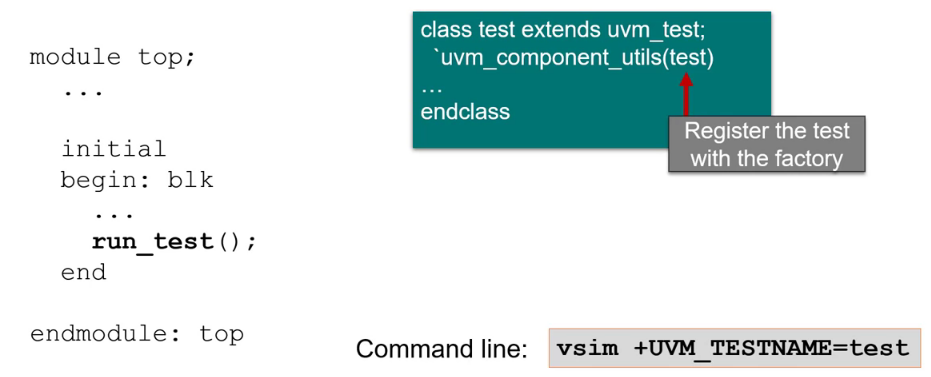 module top;
...
initial
begin: blk
...
run_test();
end
endmodule: top
class test extends uvm_test;
`uvm_component_utils(test)
...
endclass
Register the test
with the factory
Command line:
vsim +UVM_TESTNAME=test